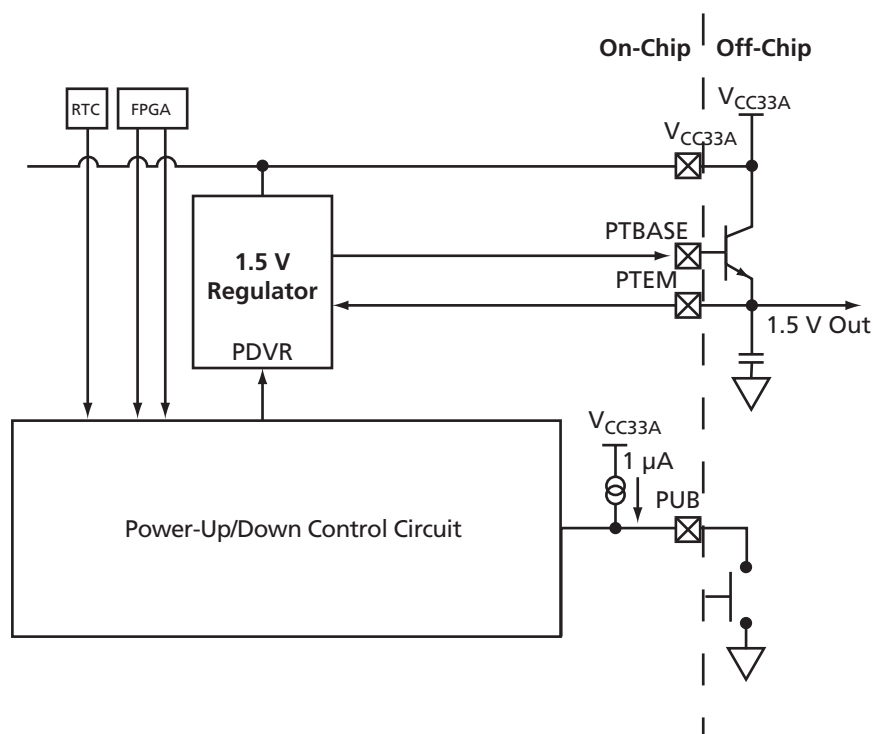 On-Chip Off-Chip
VCC33A
RTC FPGA
VCC33A
PTBASE
1.5 V
Regulator
PTEM
1.5 V Out
PDVR
VCC33A
1 µA
PUB
Power-Up/Down Control Circuit